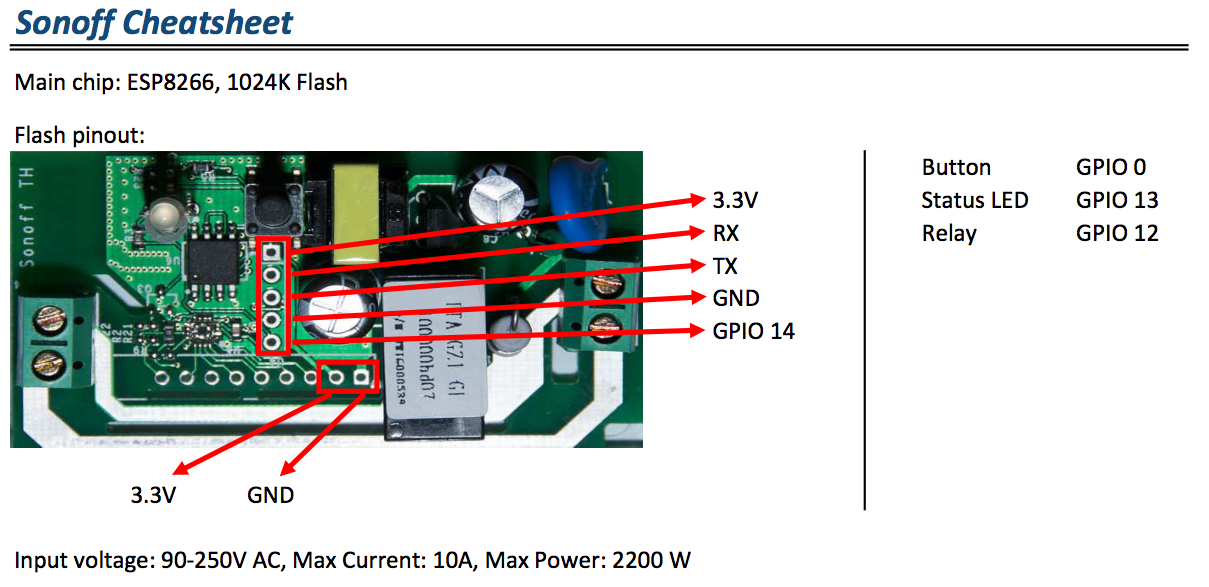 Sonoff Cheatsheet
Main chip: ESP8266, 1024K Flash
Flash pinout:
Sonoff TH
3.3V
RX
TX
GND
GPIO 14
Button GPIO 0
Status LED GPIO 13
Relay GPIO 12
3.3V GND
Input voltage: 90-250V AC, Max Current: 10A, Max Power: 2200 W